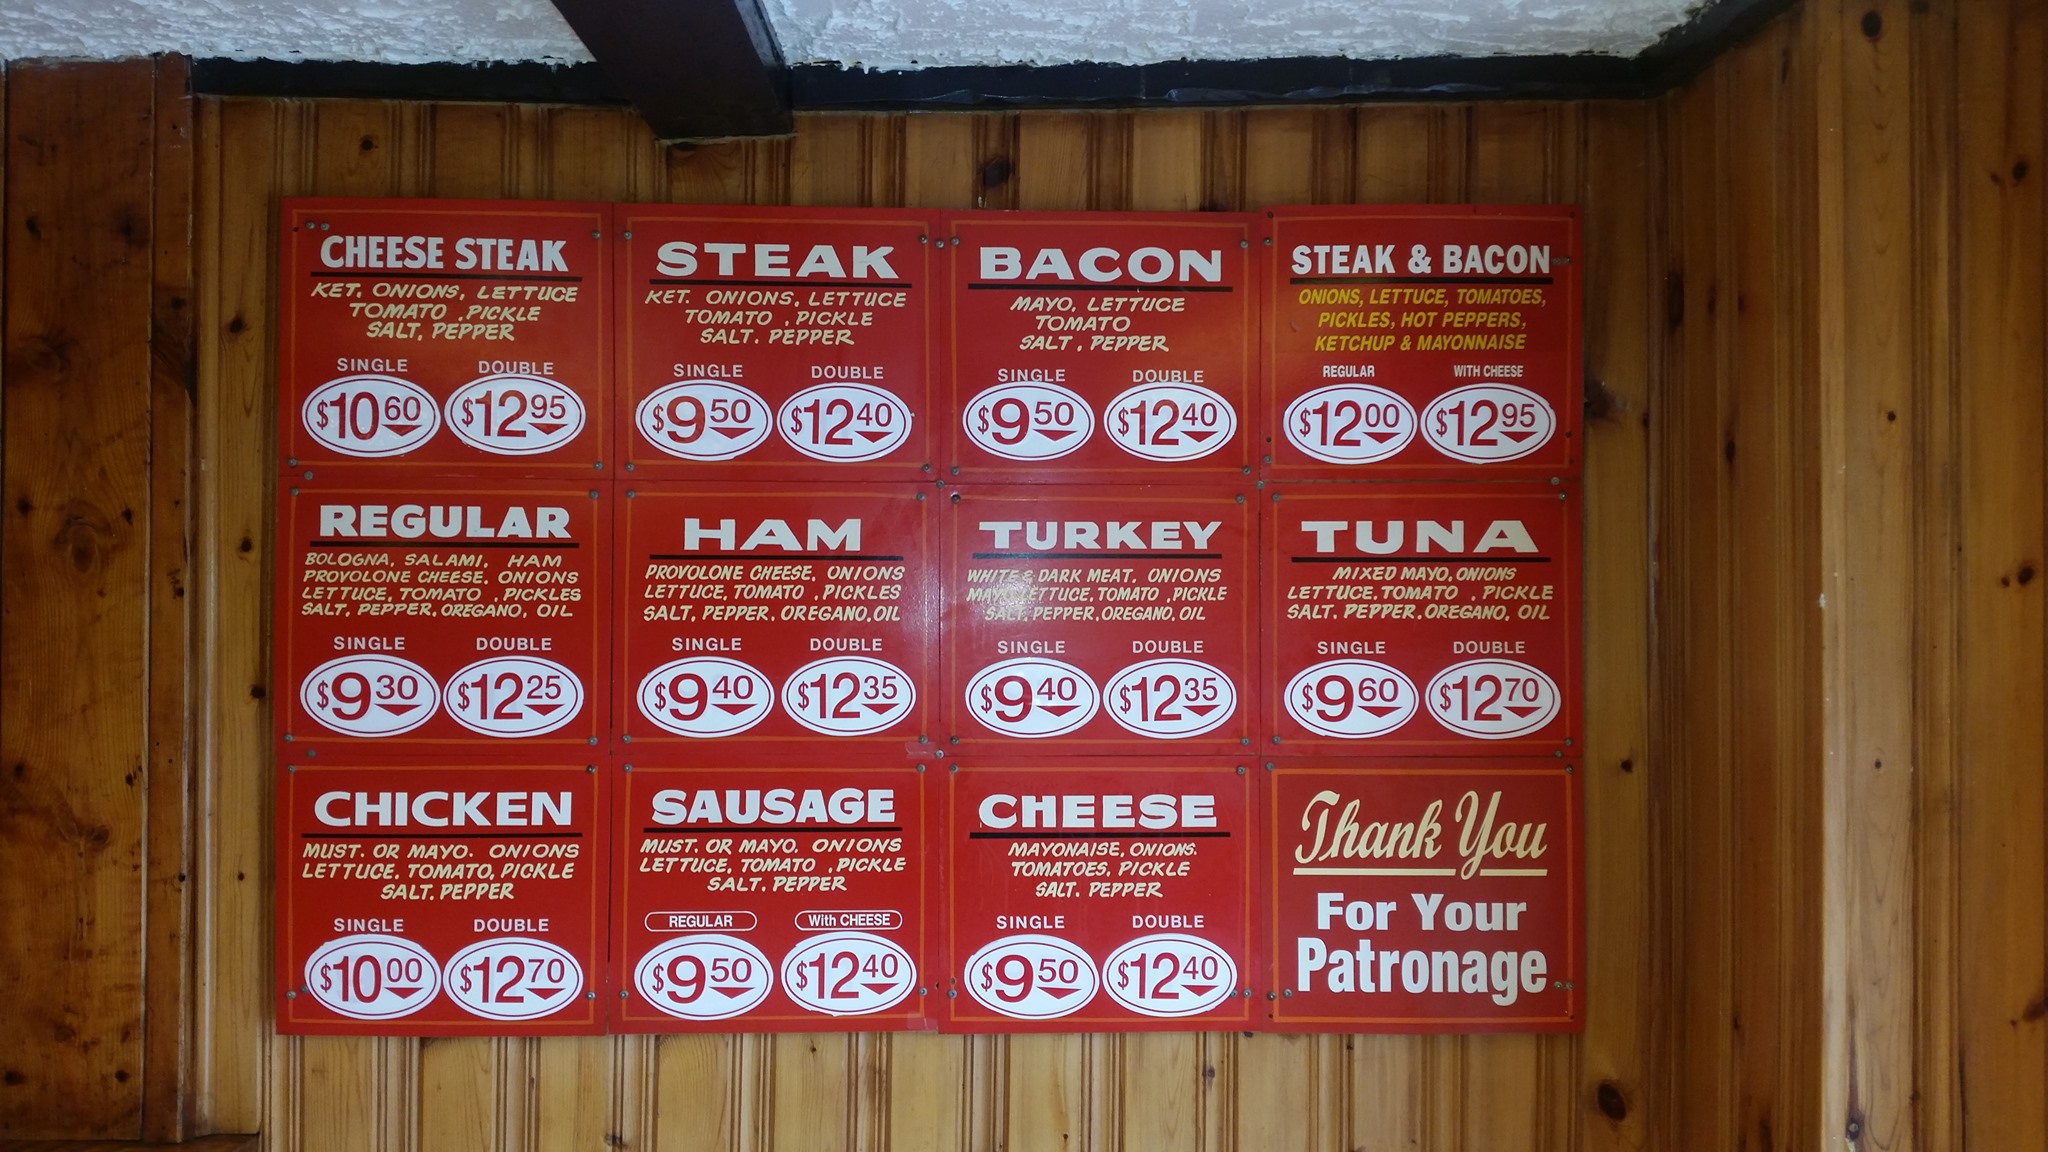 CHEESE STEAK
KET. ONIONS, LETTUCE
TOMATO , PICKLE
SALT, PEPPER
SINGLE DOUBLE
$10 60 $12 95
STEAK
KET. ONIONS, LETTUCE
TOMATO , PICKLE
SALT. PEPPER
SINGLE DOUBLE
$9 50 $12 40
BACON
MAYO, LETTUCE
TOMATO
SALT , PEPPER
SINGLE DOUBLE
$9 50 $12 40
STEAK & BACON
ONIONS, LETTUCE, TOMATOES,
PICKLES, HOT PEPPERS,
KETCHUP & MAYONNAISE
REGULAR WITH CHEESE
$12 00 $12 95
REGULAR
BOLOGNA, SALAMI, HAM
PROVOLONE CHEESE, ONIONS
LETTUCE, TOMATO , PICKLES
SALT, PEPPER, OREGANO, OIL
SINGLE DOUBLE
$9 30 $12 25
HAM
PROVOLONE CHEESE, ONIONS
LETTUCE, TOMATO , PICKLES
SALT, PEPPER, OREGANO, OIL
SINGLE DOUBLE
$9 40 $12 35
TURKEY
WHITE & DARK MEAT, ONIONS
MAYO, LETTUCE, TOMATO , PICKLE
SALT, PEPPER, OREGANO, OIL
SINGLE DOUBLE
$9 40 $12 35
TUNA
MIXED MAYO, ONIONS
LETTUCE, TOMATO , PICKLE
SALT, PEPPER, OREGANO, OIL
SINGLE DOUBLE
$9 60 $12 70
CHICKEN
MUST. OR MAYO. ONIONS
LETTUCE, TOMATO, PICKLE
SALT. PEPPER
SINGLE DOUBLE
$10 00 $12 70
SAUSAGE
MUST. OR MAYO. ONIONS
LETTUCE, TOMATO , PICKLE
SALT. PEPPER
REGULAR With CHEESE
$9 50 $12 40
CHEESE
MAYONAISE, ONIONS.
TOMATOES, PICKLE
SALT. PEPPER
SINGLE DOUBLE
$9 50 $12 40
Thank You
For Your
Patronage